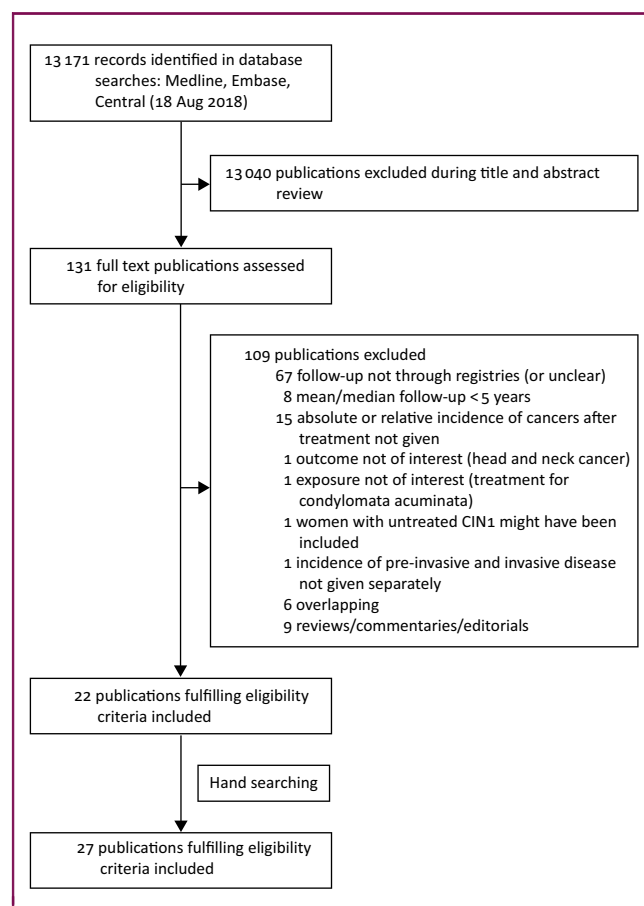 13 171 records identified in database
searches: Medline, Embase,
Central (18 Aug 2018)
13 040 publications excluded during title and abstract
review
131 full text publications assessed
for eligibility
109 publications excluded
67 follow-up not through registries (or unclear)
8 mean/median follow-up <5 years
15 absolute or relative incidence of cancers after
treatment not given
1 outcome not of interest (head and neck cancer)
1 exposure not of interest (treatment for
condylomata acuminata)
1 women with untreated CIN1 might have been
included
1 incidence of pre-invasive and invasive disease
not given separately
6 overlapping
9 reviews/commentaries/editorials
22 publications fulfilling eligibility
criteria included
Hand searching
27 publications fulfilling eligibility
criteria included